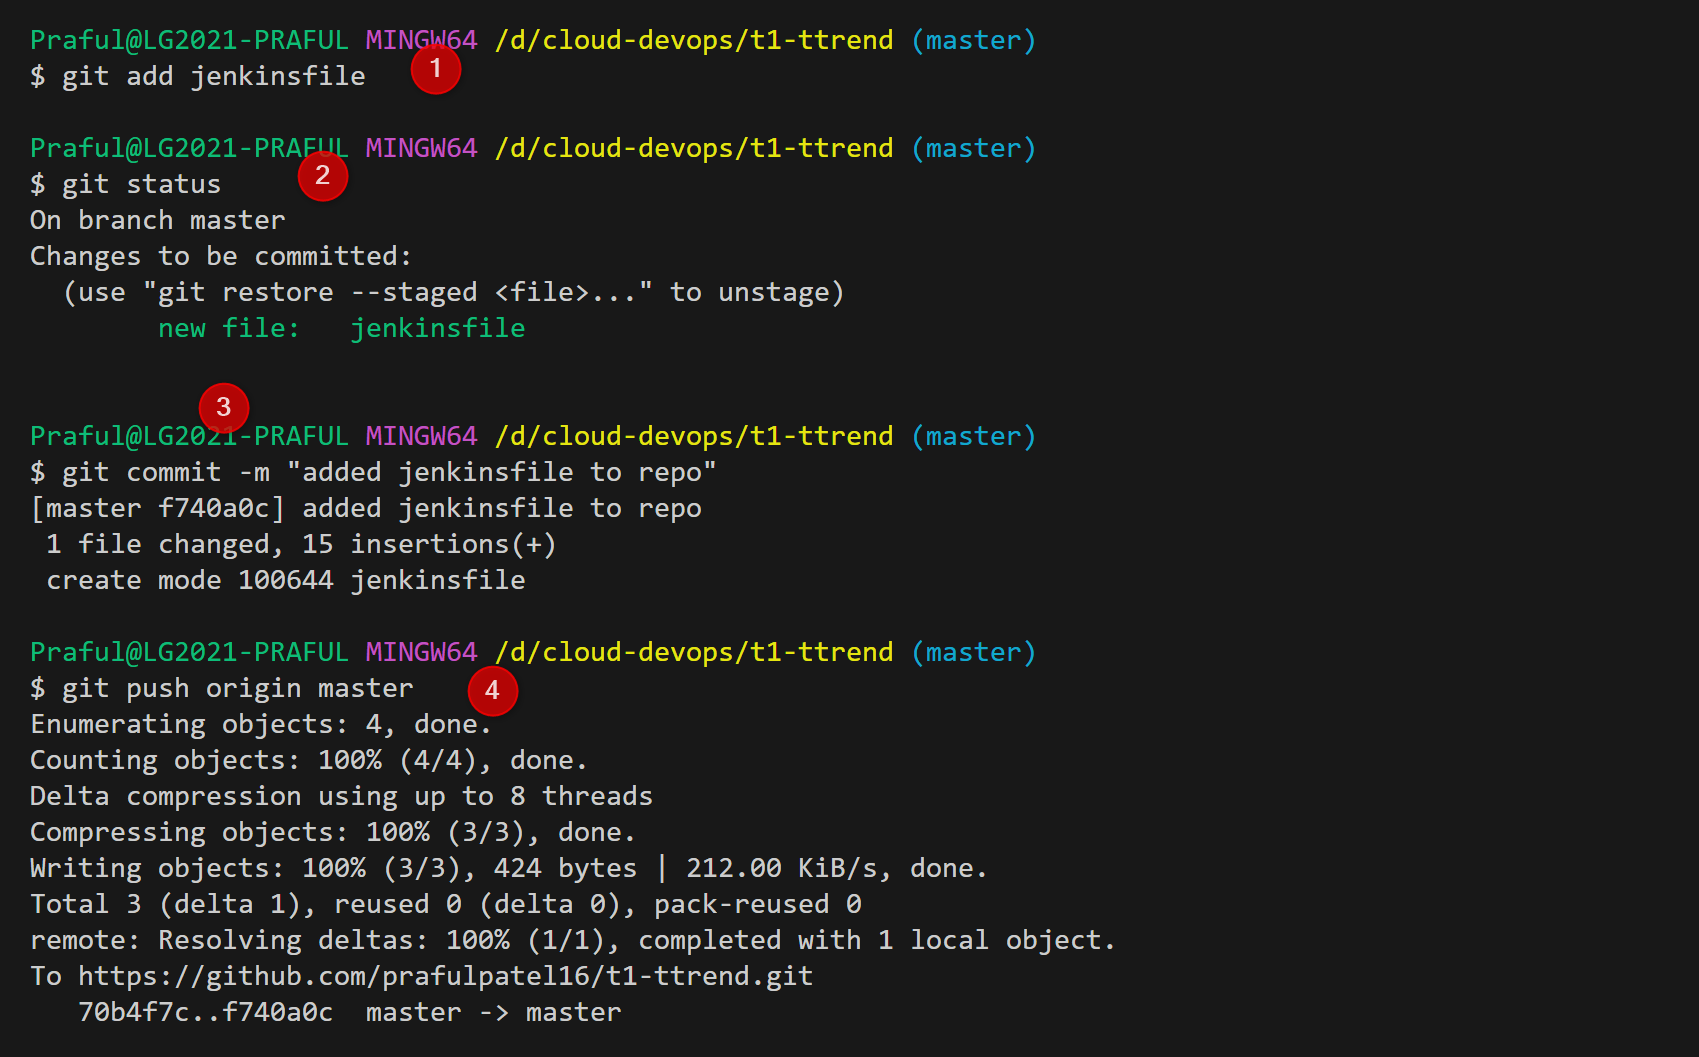 Praful@LG2021-PRAFUL MINGW64 /d/cloud-devops/t1-ttrend (master)
$ git add jenkinsfile
1
Praful@LG2021-PRAFUL MINGW64 /d/cloud-devops/t1-ttrend (master)
$ git status
2
On branch master
Changes to be committed:
  (use "git restore --staged <file>..." to unstage)
        new file:   jenkinsfile
3
Praful@LG2021-PRAFUL MINGW64 /d/cloud-devops/t1-ttrend (master)
$ git commit -m "added jenkinsfile to repo"
[master f740a0c] added jenkinsfile to repo
 1 file changed, 15 insertions(+)
 create mode 100644 jenkinsfile
Praful@LG2021-PRAFUL MINGW64 /d/cloud-devops/t1-ttrend (master)
$ git push origin master
4
Enumerating objects: 4, done.
Counting objects: 100% (4/4), done.
Delta compression using up to 8 threads
Compressing objects: 100% (3/3), done.
Writing objects: 100% (3/3), 424 bytes | 212.00 KiB/s, done.
Total 3 (delta 1), reused 0 (delta 0), pack-reused 0
remote: Resolving deltas: 100% (1/1), completed with 1 local object.
To https://github.com/prafulpatel16/t1-ttrend.git
   70b4f7c..f740a0c  master -> master